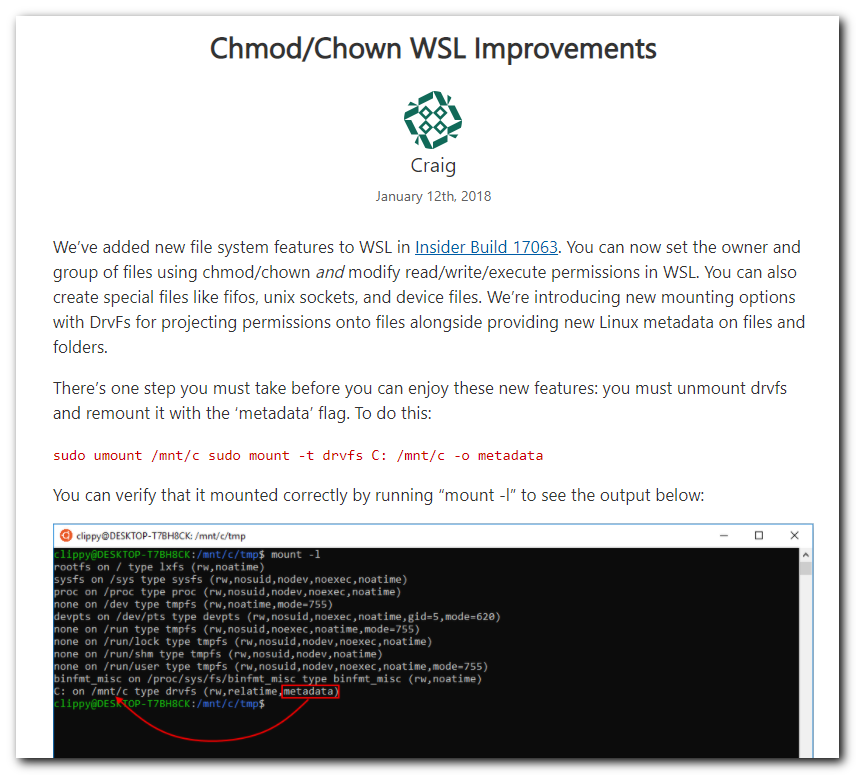 Chmod/Chown WSL Improvements
Craig
January 12th, 2018
We’ve added new file system features to WSL in Insider Build 17063. You can now set the owner and
group of files using chmod/chown and modify read/write/execute permissions in WSL. You can also
create special files like fifos, unix sockets, and device files. We’re introducing new mounting options
with DrvFs for projecting permissions onto files alongside providing new Linux metadata on files and
folders.
There’s one step you must take before you can enjoy these new features: you must unmount drvfs
and remount it with the ‘metadata’ flag. To do this:
sudo umount /mnt/c sudo mount -t drvfs C: /mnt/c -o metadata
You can verify that it mounted correctly by running “mount -l” to see the output below:
clippy@DESKTOP-T7BH8CK: /mnt/c/tmp
clippy@DESKTOP-T7BH8CK:/mnt/c/tmp$ mount -l
rootfs on / type lxfs (rw,noatime)
sysfs on /sys type sysfs (rw,nosuid,nodev,noexec,noatime)
proc on /proc type proc (rw,nosuid,nodev,noexec,noatime)
none on /dev type tmpfs (rw,noatime,mode=755)
devpts on /dev/pts type devpts (rw,nosuid,noexec,noatime,gid=5,mode=620)
none on /run type tmpfs (rw,nosuid,noexec,noatime,mode=755)
none on /run/lock type tmpfs (rw,nosuid,nodev,noexec,noatime)
none on /run/shm type tmpfs (rw,nosuid,nodev,noatime)
none on /run/user type tmpfs (rw,nosuid,nodev,noexec,noatime,mode=755)
binfmt_misc on /proc/sys/fs/binfmt_misc type binfmt_misc (rw,noatime)
C: on /mnt/c type drvfs (rw,relatime,metadata)
clippy@DESKTOP-T7BH8CK:/mnt/c/tmp$